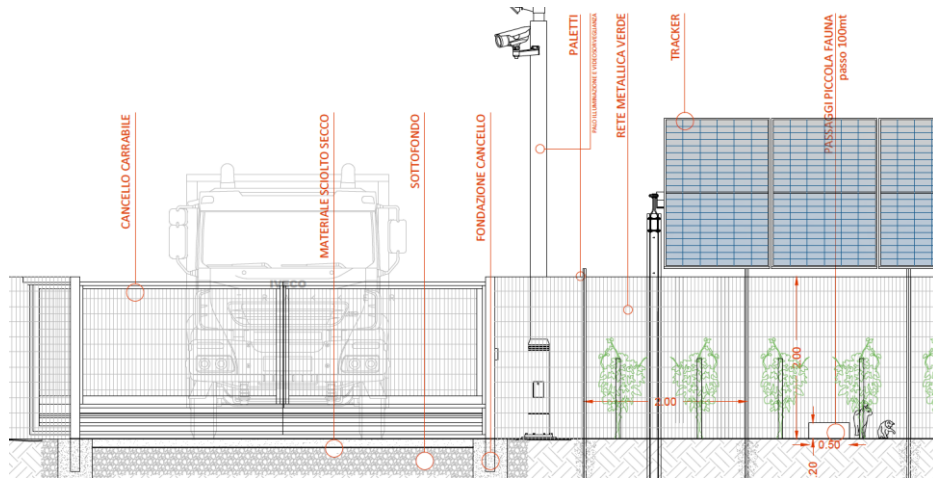 CANCELLO CARRABILE
MATERIALE SCIOLTO SECCO
SOTTOFONDO
FONDAZIONE CANCELLO
PALETTI
PALO ILLUMINAZIONE E VIDEOSORVEGLIANZA
RETE METALLICA VERDE
TRACKER
PASSAGGI PICCOLA FAUNA
passo 100mt
IVECO
2.00
2.00
0.50
20